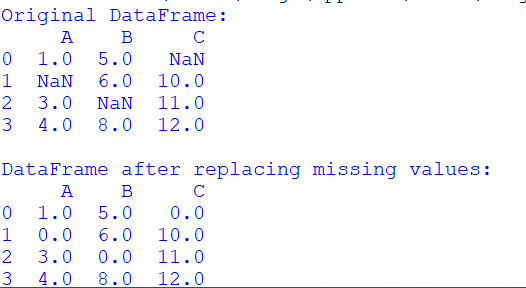 Original DataFrame:
     A    B     C
0  1.0  5.0   NaN
1  NaN  6.0  10.0
2  3.0  NaN  11.0
3  4.0  8.0  12.0

DataFrame after replacing missing values:
     A    B     C
0  1.0  5.0   0.0
1  0.0  6.0  10.0
2  3.0  0.0  11.0
3  4.0  8.0  12.0